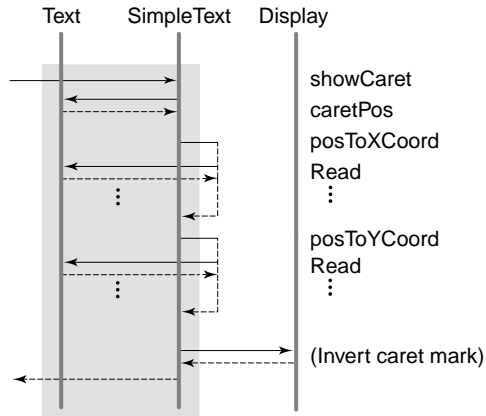 Text SimpleText Display
showCaret
caretPos
posToXCoord
Read
⋮
posToYCoord
Read
⋮
(Invert caret mark)